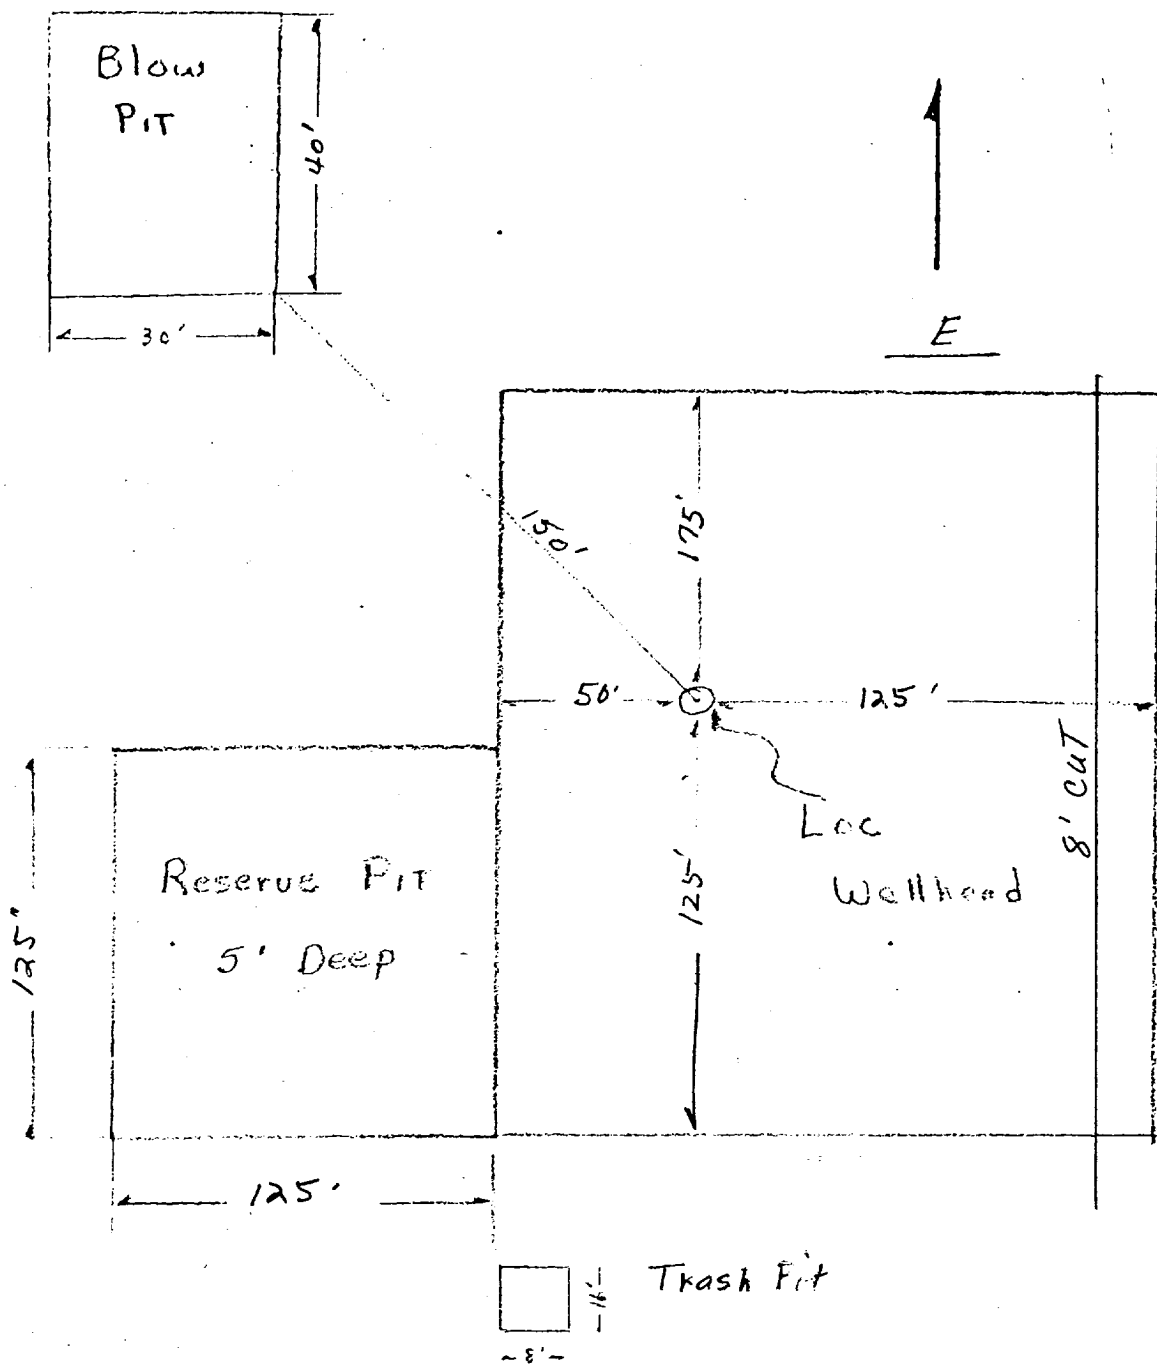 Blow
Pit
40'
30'
E
150'
175'
50'
125'
8' CUT
Loc
Wellhead
125'
Reserve Pit
5' Deep
125"
125'
Trash Pit
16'
8'